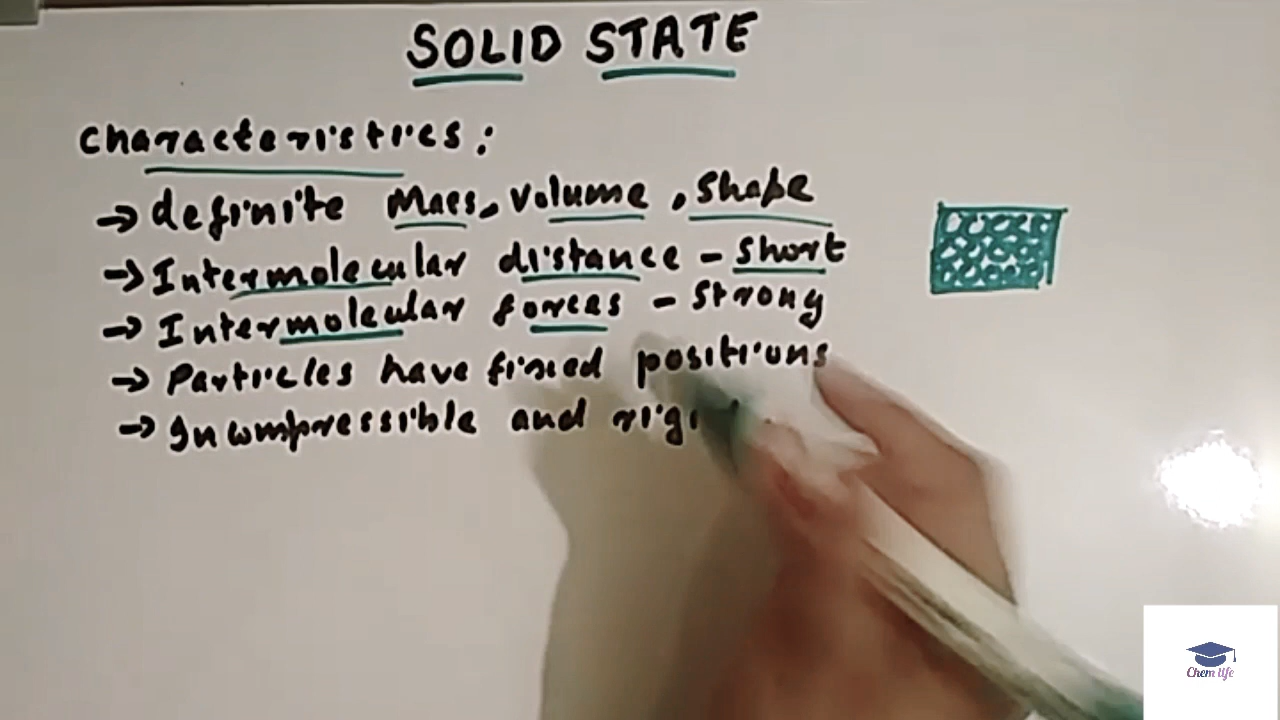 SOLID STATE
Characteristics:
→ definite Mass, volume, shape
→ Intermolecular distance - short
→ Intermolecular forces - strong
→ Particles have fixed positions
→ Incompressible and
Chem life